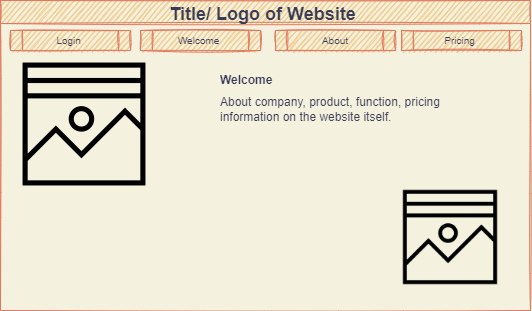 Title/ Logo of Website
Login
Welcome
About
Pricing
Welcome
About company, product, function, pricing
information on the website itself.